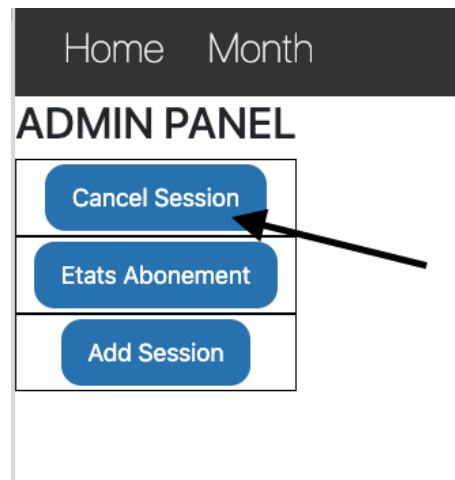 Home Month
ADMIN PANEL
Cancel Session
Etats Abonement
Add Session